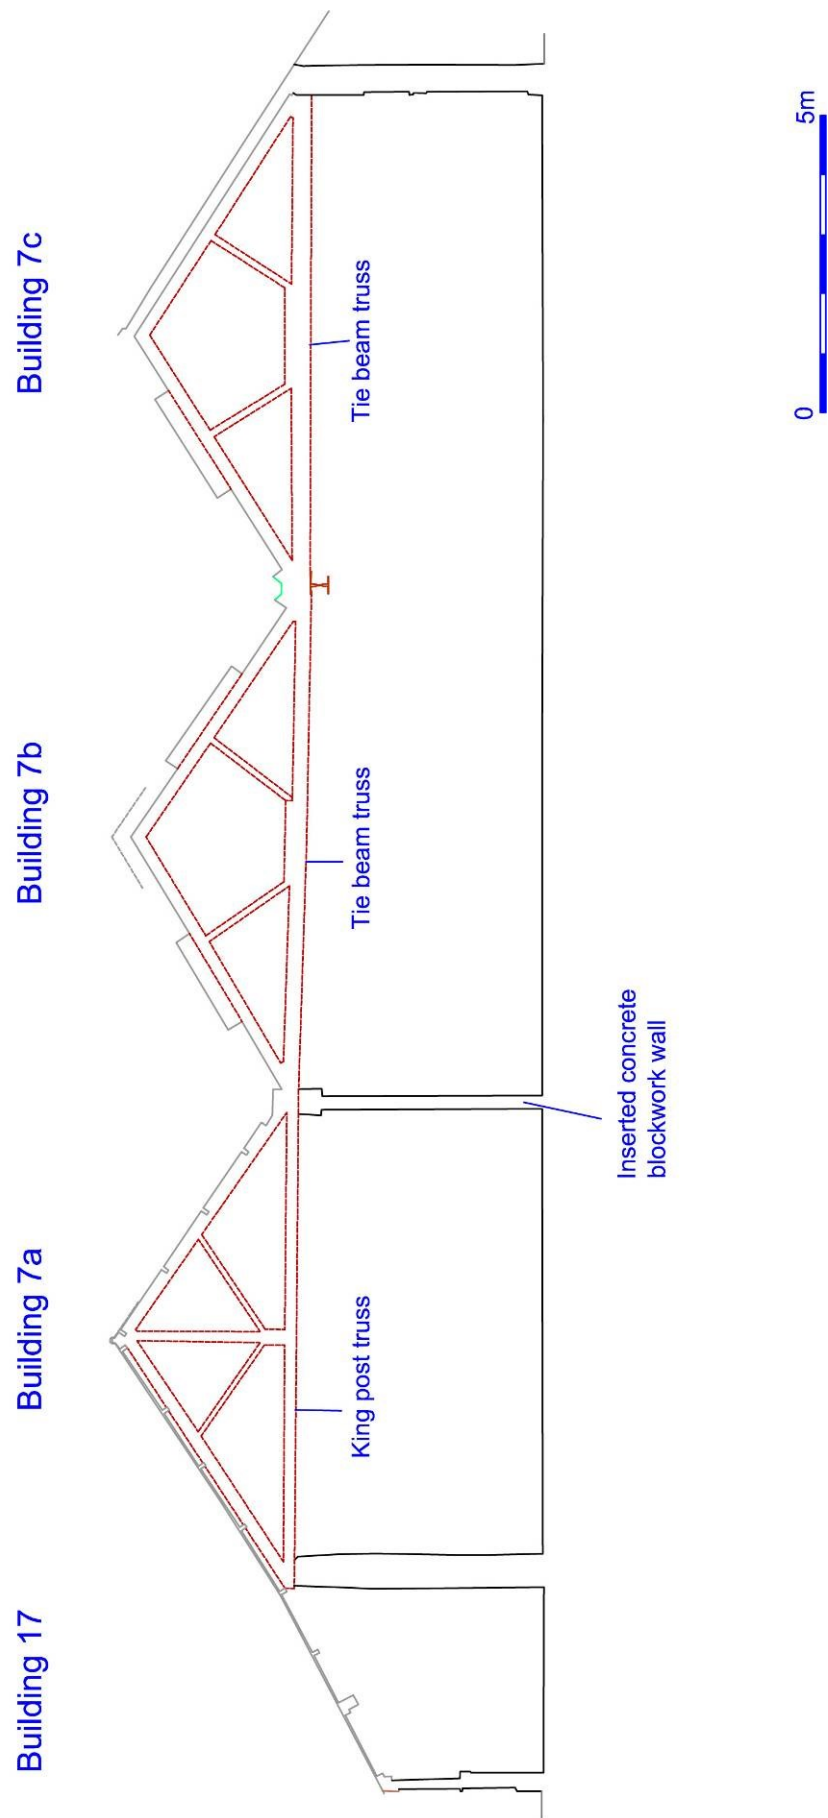 Building 17
Building 7a
Building 7b
Building 7c
King post truss
Tie beam truss
Tie beam truss
Inserted concrete
blockwork wall
0
5m